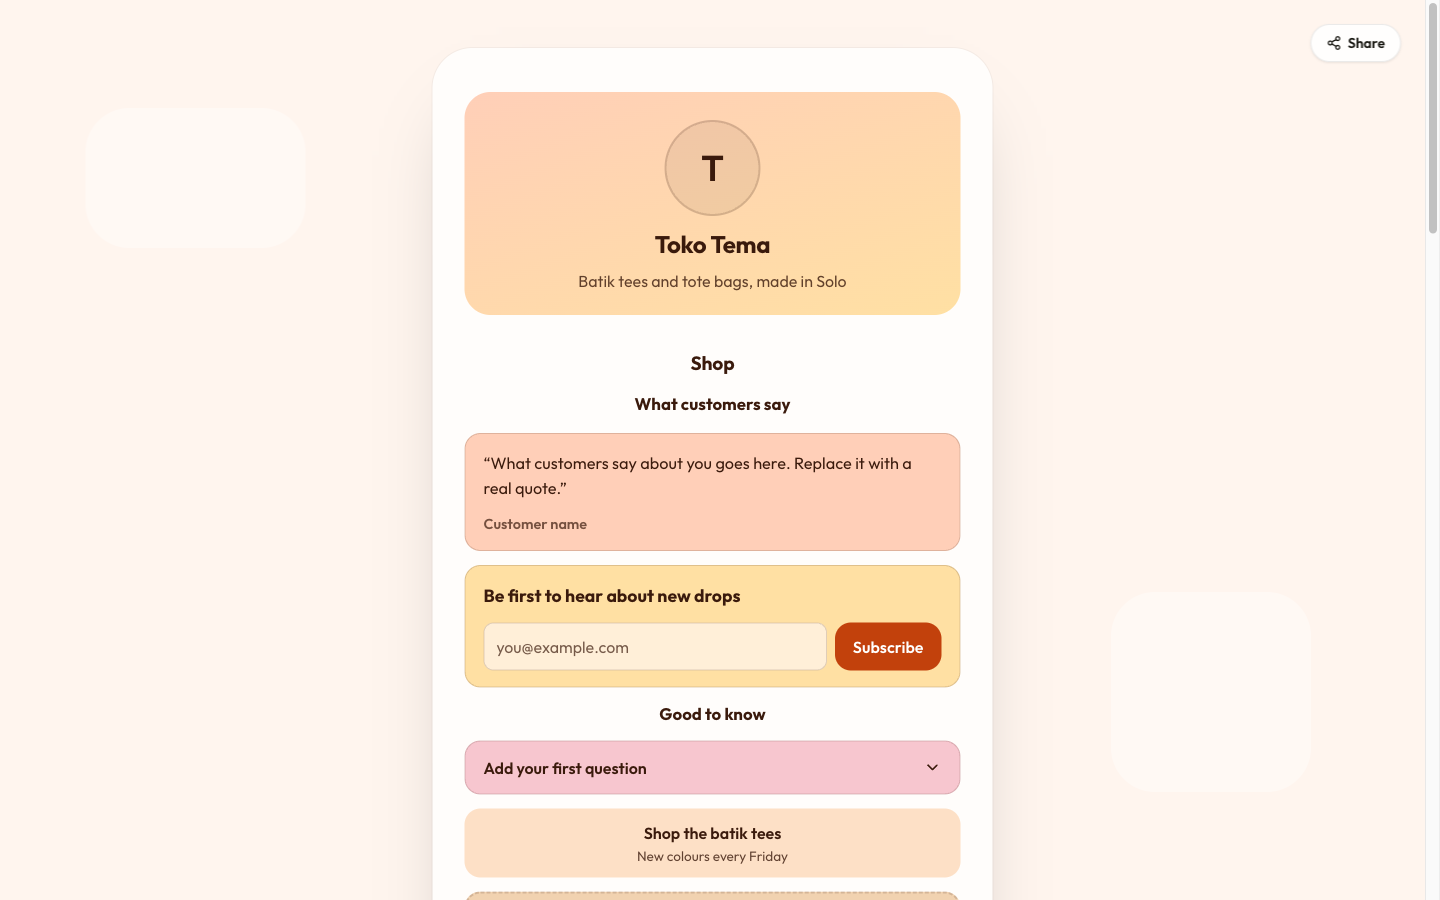 Share
T
Toko Tema
Batik tees and tote bags, made in Solo
Shop
What customers say
“What customers say about you goes here. Replace it with a
real quote.”
Customer name
Be first to hear about new drops
you@example.com
Subscribe
Good to know
Add your first question
Shop the batik tees
New colours every Friday